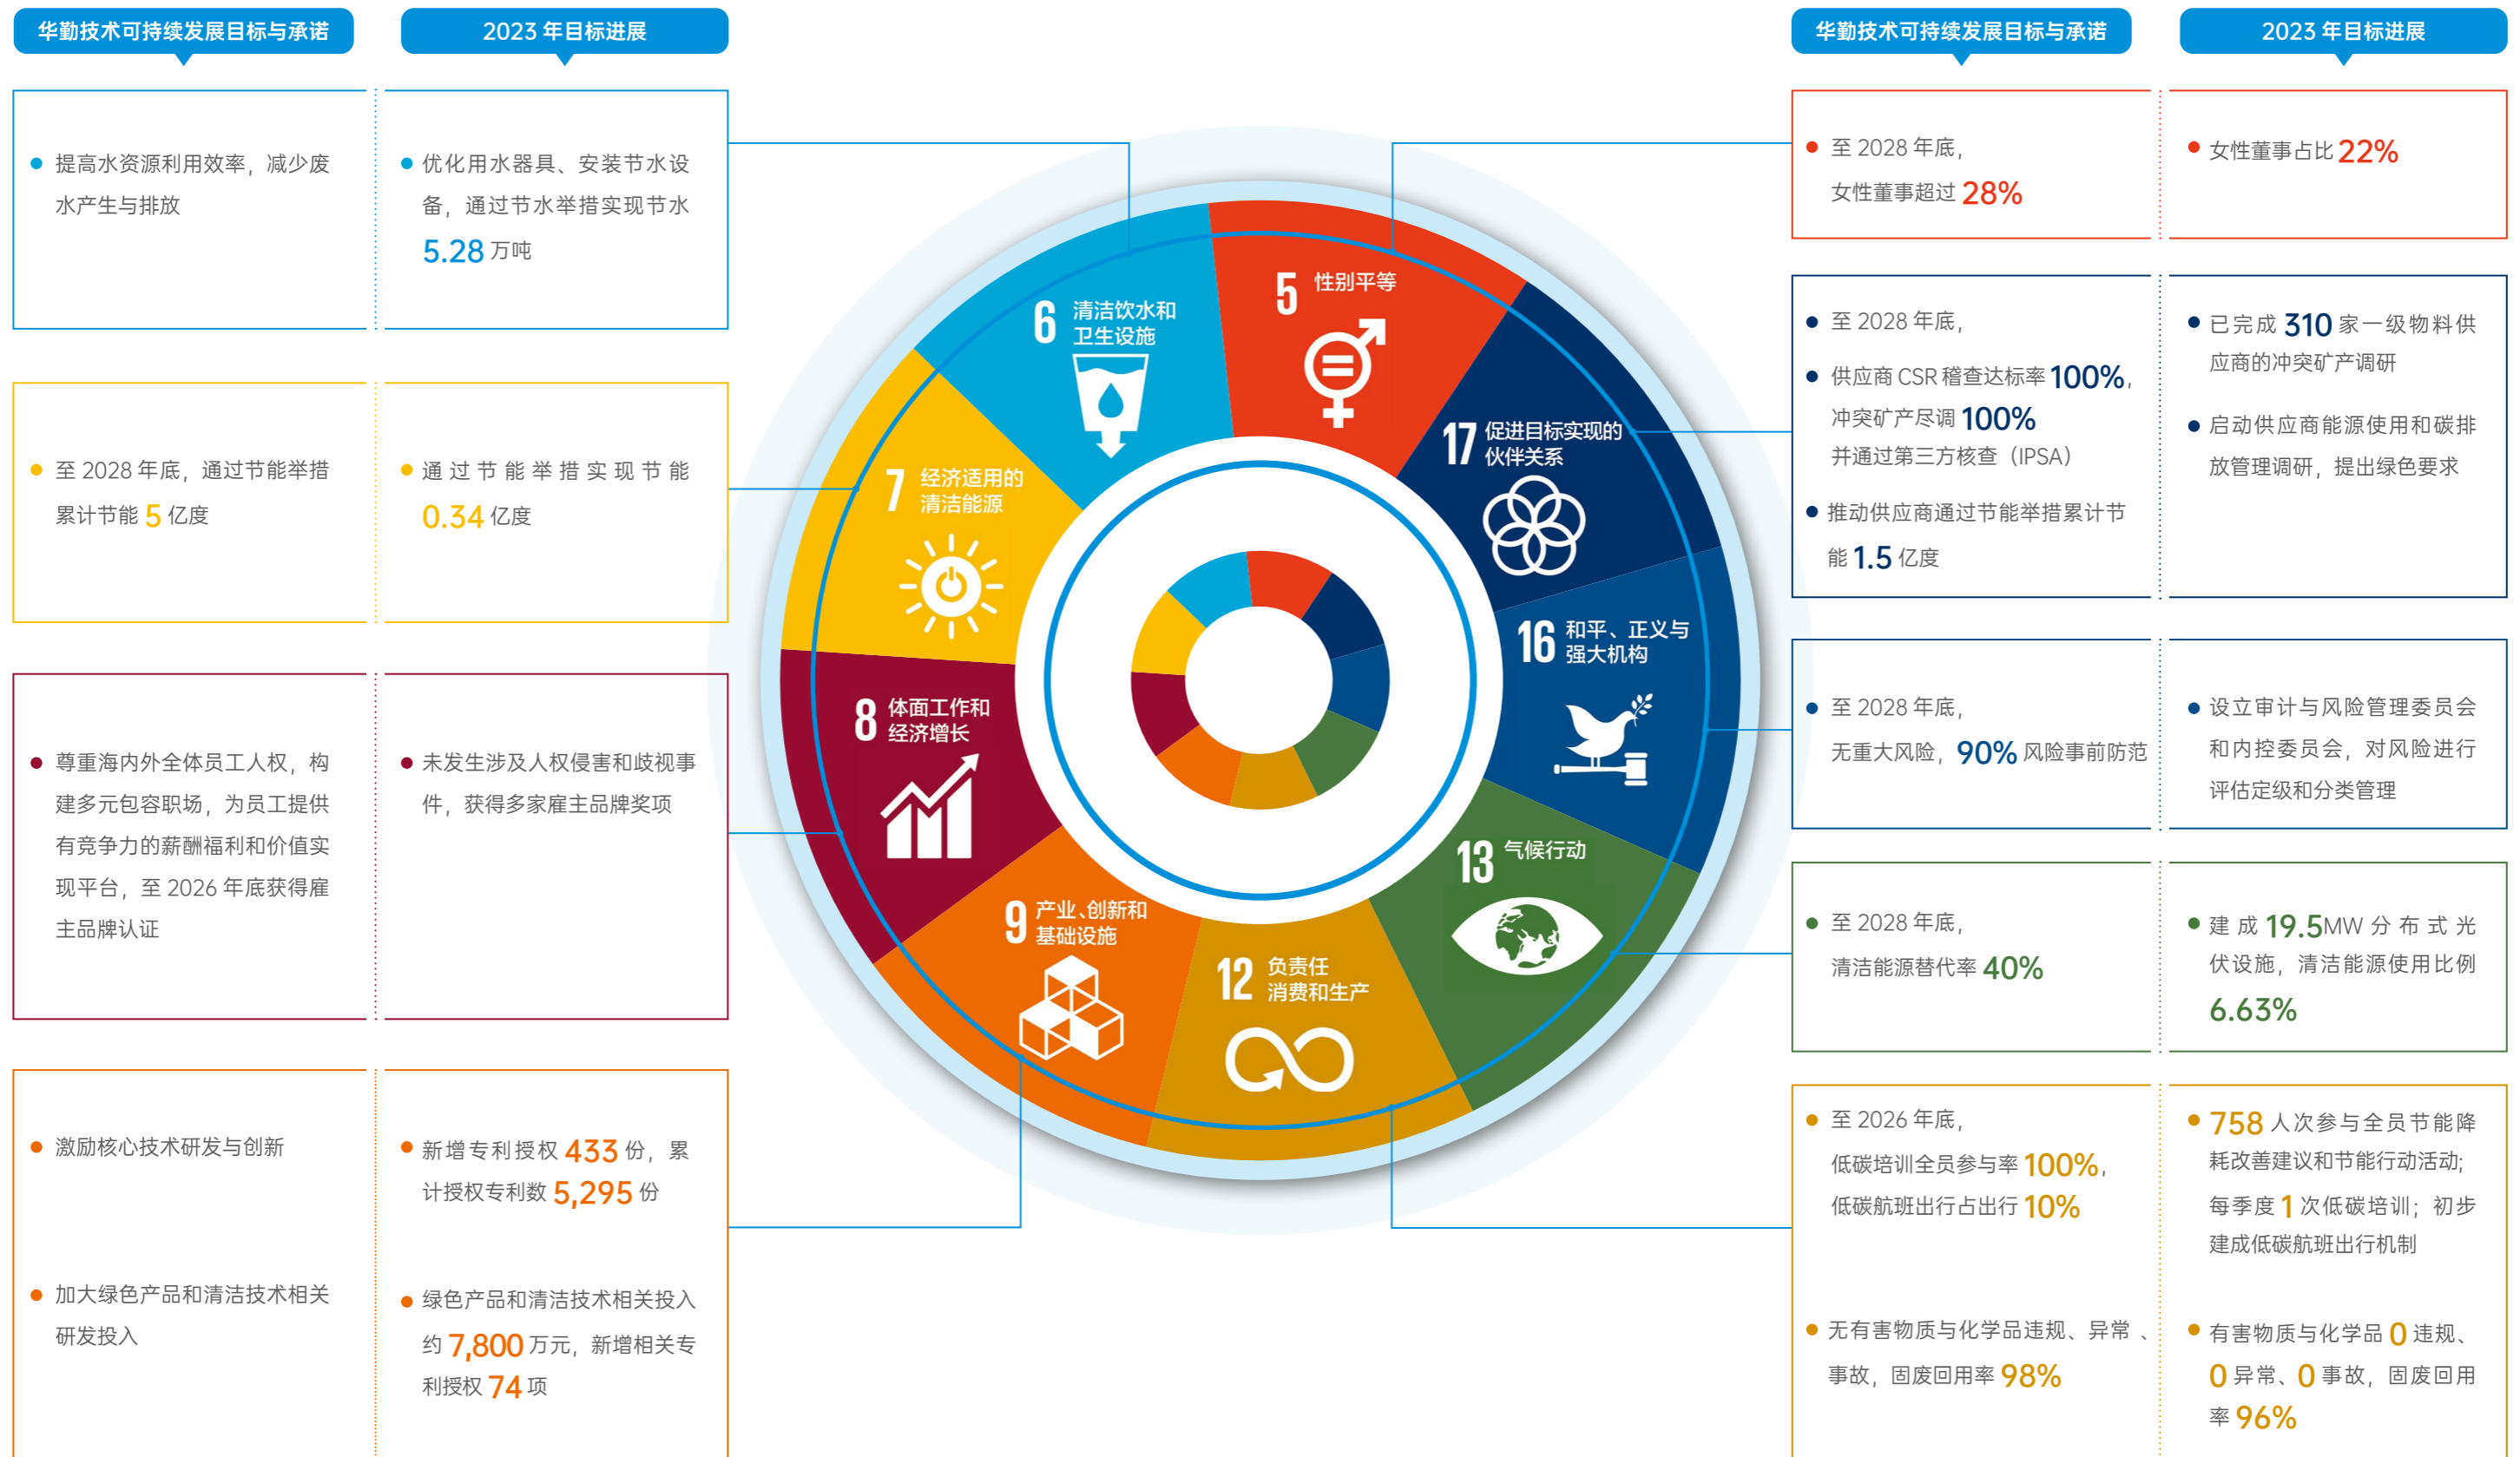 华勤技术可持续发展目标与承诺
2023 年目标进展
提高水资源利用效率，减少废
水产生与排放
优化用水器具、安装节水设
备，通过节水举措实现节水
5.28 万吨
至 2028 年底，通过节能举措
累计节能 5 亿度
通过节能举措实现节能
0.34 亿度
尊重海内外全体员工人权，构
建多元包容职场，为员工提供
有竞争力的薪酬福利和价值实
现平台，至 2026 年底获得雇
主品牌认证
未发生涉及人权侵害和歧视事
件，获得多家雇主品牌奖项
激励核心技术研发与创新
新增专利授权 433 份，累
计授权专利数 5,295 份
加大绿色产品和清洁技术相关
研发投入
绿色产品和清洁技术相关投入
约 7,800 万元，新增相关专
利授权 74 项
5 性别平等
6 清洁饮水和
卫生设施
7 经济适用的
清洁能源
8 体面工作和
经济增长
9 产业、创新和
基础设施
12 负责任
消费和生产
13 气候行动
16 和平、正义与
强大机构
17 促进目标实现的
伙伴关系
华勤技术可持续发展目标与承诺
2023 年目标进展
至 2028 年底，
女性董事超过 28%
女性董事占比 22%
至 2028 年底，
供应商 CSR 稽查达标率 100%，
冲突矿产尽调 100%
并通过第三方核查（IPSA）
推动供应商通过节能举措累计节
能 1.5 亿度
已完成 310 家一级物料供
应商的冲突矿产调研
启动供应商能源使用和碳排
放管理调研，提出绿色要求
至 2028 年底，
无重大风险，90% 风险事前防范
设立审计与风险管理委员会
和内控委员会，对风险进行
评估定级和分类管理
至 2028 年底，
清洁能源替代率 40%
建成 19.5MW 分布式光
伏设施，清洁能源使用比例
6.63%
至 2026 年底，
低碳培训全员参与率 100%，
低碳航班出行占出行 10%
758 人次参与全员节能降
耗改善建议和节能行动活动；
每季度 1 次低碳培训；初步
建成低碳航班出行机制
无有害物质与化学品违规、异常、
事故，固废回用率 98%
有害物质与化学品 0 违规、
0 异常、0 事故，固废回用
率 96%